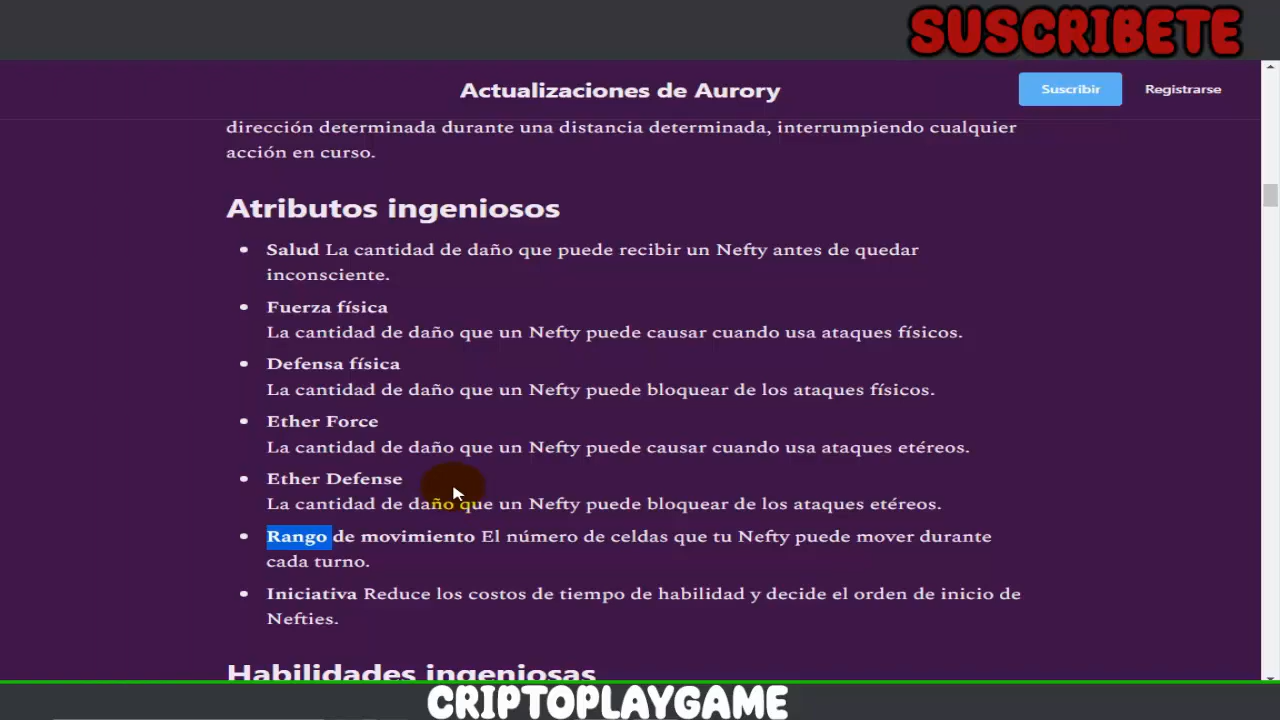 SUSCRIBETE
Actualizaciones de Aurory
Suscribir
Registrarse
dirección determinada durante una distancia determinada, interrumpiendo cualquier
acción en curso.
Atributos ingeniosos
• Salud La cantidad de daño que puede recibir un Nefty antes de quedar
inconsciente.
• Fuerza física
La cantidad de daño que un Nefty puede causar cuando usa ataques físicos.
• Defensa física
La cantidad de daño que un Nefty puede bloquear de los ataques físicos.
• Ether Force
La cantidad de daño que un Nefty puede causar cuando usa ataques etéreos.
• Ether Defense
La cantidad de daño que un Nefty puede bloquear de los ataques etéreos.
• Rango de movimiento El número de celdas que tu Nefty puede mover durante
cada turno.
• Iniciativa Reduce los costos de tiempo de habilidad y decide el orden de inicio de
Nefties.
Habilidades ingeniosas
CRIPTOPLAYGAME